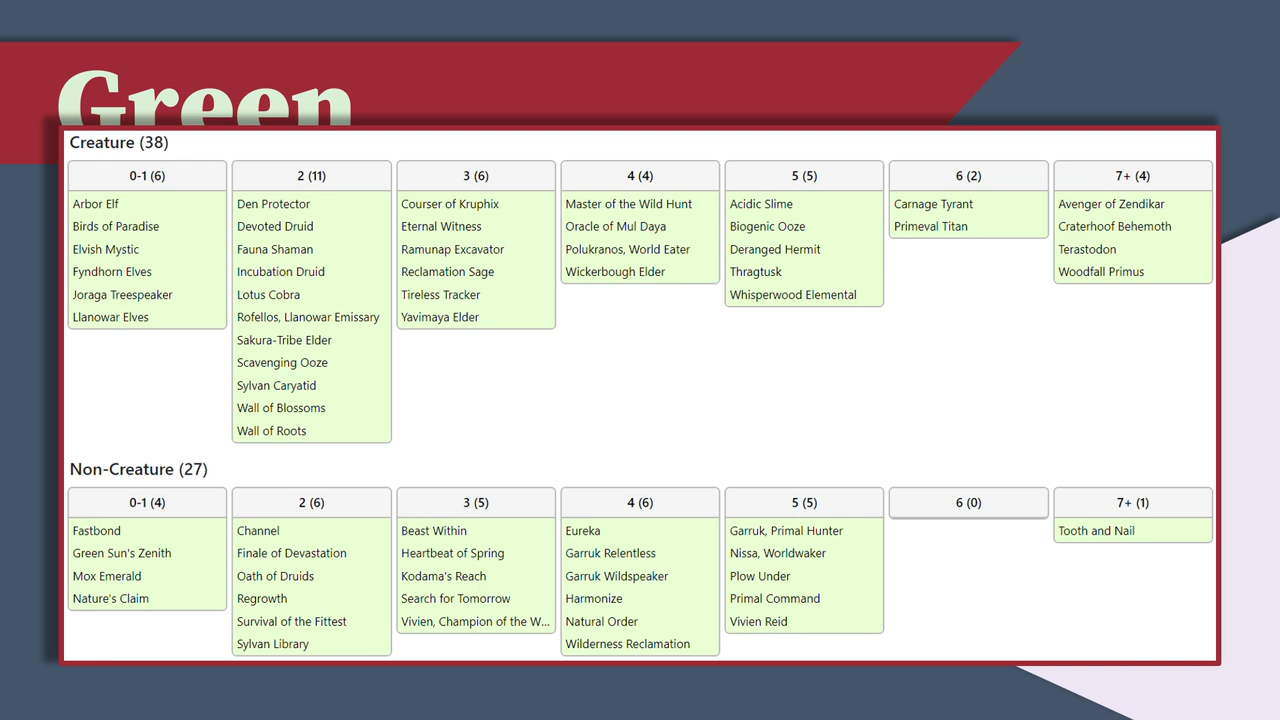 Green
Creature (38)
0-1 (6)
Arbor Elf
Birds of Paradise
Elvish Mystic
Fyndhorn Elves
Joraga Treespeaker
Llanowar Elves
2 (11)
Den Protector
Devoted Druid
Fauna Shaman
Incubation Druid
Lotus Cobra
Rofellos, Llanowar Emissary
Sakura-Tribe Elder
Scavenging Ooze
Sylvan Caryatid
Wall of Blossoms
Wall of Roots
3 (6)
Courser of Kruphix
Eternal Witness
Ramunap Excavator
Reclamation Sage
Tireless Tracker
Yavimaya Elder
4 (4)
Master of the Wild Hunt
Oracle of Mul Daya
Polukranos, World Eater
Wickerbough Elder
5 (5)
Acidic Slime
Biogenic Ooze
Deranged Hermit
Thragtusk
Whisperwood Elemental
6 (2)
Carnage Tyrant
Primeval Titan
7+ (4)
Avenger of Zendikar
Craterhoof Behemoth
Terastodon
Woodfall Primus
Non-Creature (27)
0-1 (4)
Fastbond
Green Sun's Zenith
Mox Emerald
Nature's Claim
2 (6)
Channel
Finale of Devastation
Oath of Druids
Regrowth
Survival of the Fittest
Sylvan Library
3 (5)
Beast Within
Heartbeat of Spring
Kodama's Reach
Search for Tomorrow
Vivien, Champion of the W...
4 (6)
Eureka
Garruk Relentless
Garruk Wildspeaker
Harmonize
Natural Order
Wilderness Reclamation
5 (5)
Garruk, Primal Hunter
Nissa, Worldwaker
Plow Under
Primal Command
Vivien Reid
6 (0)
7+ (1)
Tooth and Nail